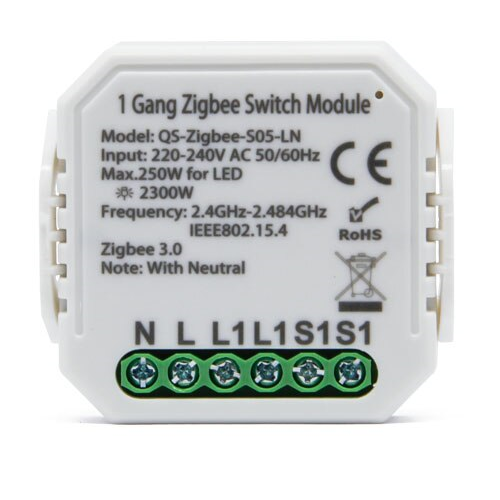 1 Gang Zigbee Switch Module
Model: QS-Zigbee-S05-LN
Input: 220-240V AC 50/60Hz
Max.250W for LED
2300W
Frequency: 2.4GHz-2.484GHz
IEEE802.15.4
Zigbee 3.0
Note: With Neutral
CE
RoHS
N L L1 L1 S1 S1